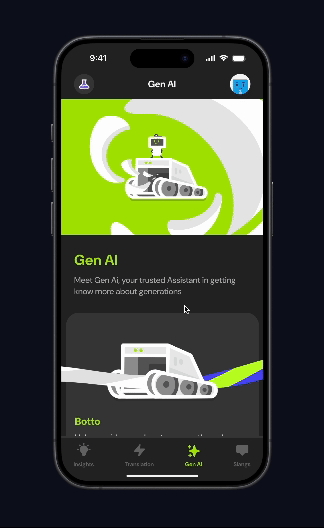 9:41
Gen AI
Gen AI
Meet Gen Ai, your trusted Assistant in getting
know more about generations
Botto
Insights
Translation
Gen AI
Slangs